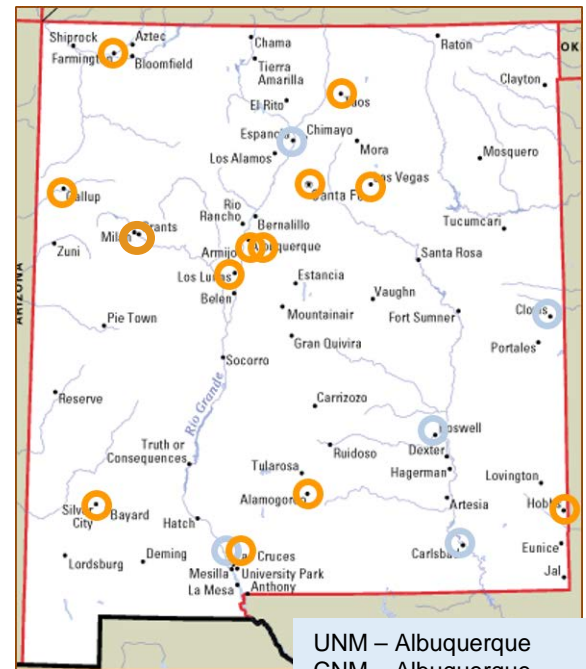 Shiprock
Aztec
Farmington
Bloomfield
Chama
Raton
OK
Tierra
Amarilla
Clayton
El Rito
Taos
Espanola
Chimayo
Los Alamos
Mora
Mosquero
Gallup
Santa Fe
Las Vegas
Rio
Rancho
Bernalillo
Tucumcari
Grants
Milan
Zuni
Armijo
Albuquerque
Santa Rosa
Los Lunas
Estancia
Belen
Vaughn
ARIZONA
Pie Town
Mountainair
Fort Sumner
Clovis
Gran Quivira
Portales
Socorro
Rio Grande
Reserve
Carrizozo
Roswell
Truth or
Consequences
Ruidoso
Dexter
Tularosa
Hagerman
Lovington
Alamogordo
Silver
City
Bayard
Artesia
Hobbs
Hatch
Las Cruces
Carlsbad
Eunice
Lordsburg
Deming
Mesilla
University Park
Jal
La Mesa
Anthony
UNM – Albuquerque
CNM – Albuquerque